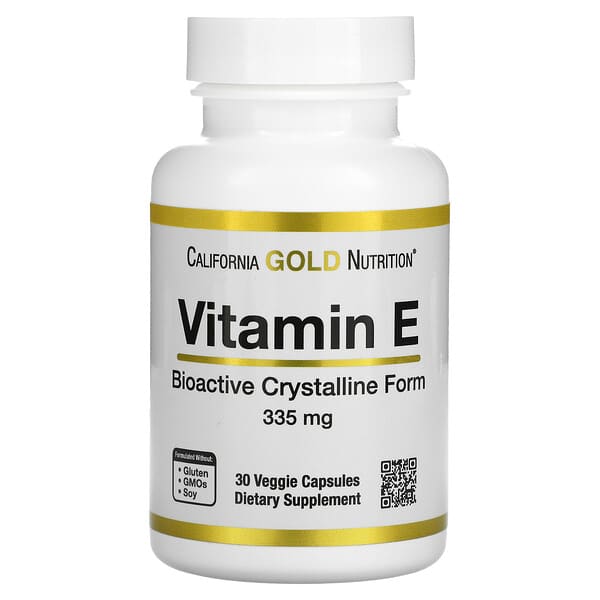 CALIFORNIA GOLD NUTRITION®
Vitamin E
Bioactive Crystalline Form
335 mg
Formulated Without:
• Gluten
• GMOs
• Soy
30 Veggie Capsules
Dietary Supplement